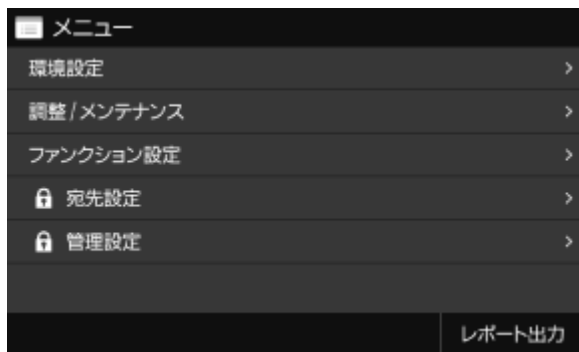 メニュー
環境設定
調整/メンテナンス
ファンクション設定
宛先設定
管理設定
レポート出力